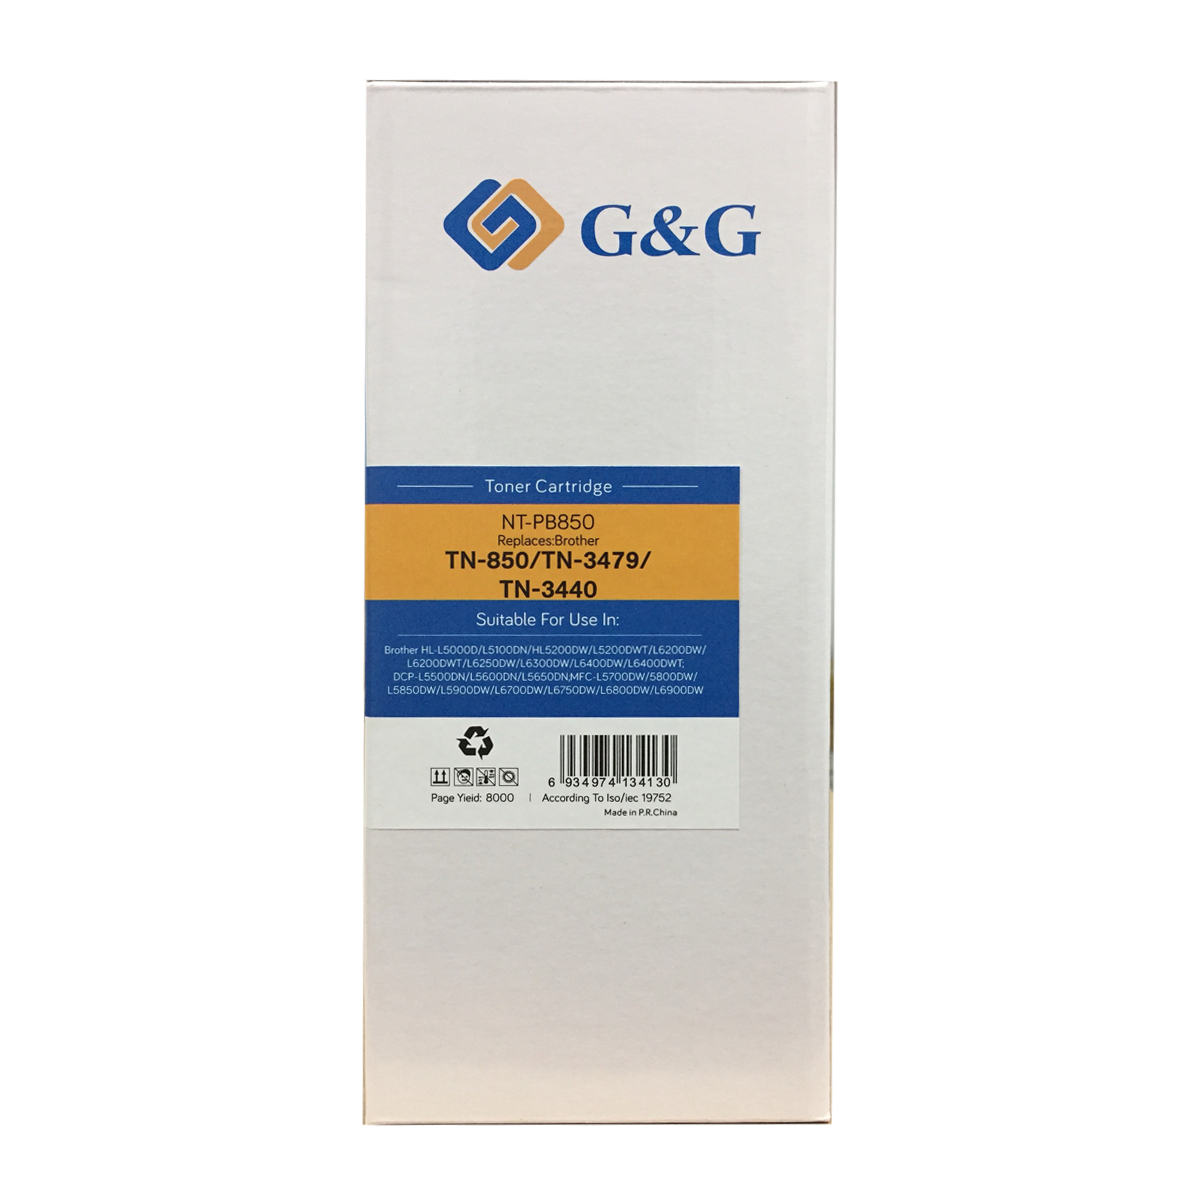 G&G
Toner Cartridge
NT-PB850
Replaces:Brother
TN-850/TN-3479/
TN-3440
Suitable For Use In:
Brother HL-L5000D/L5100DN/HL5200DW/L5200DWT/L6200DW/
L6200DWT/L6250DW/L6300DW/L6400DW/L6400DWT;
DCP-L5500DN/L5600DN/L5650DN;MFC-L5700DW/5800DW/
L5850DW/L5900DW/L6700DW/L6750DW/L6800DW/L6900DW
6 934974 134130
Page Yieid: 8000 | According To Iso/iec 19752
Made in P.R.China